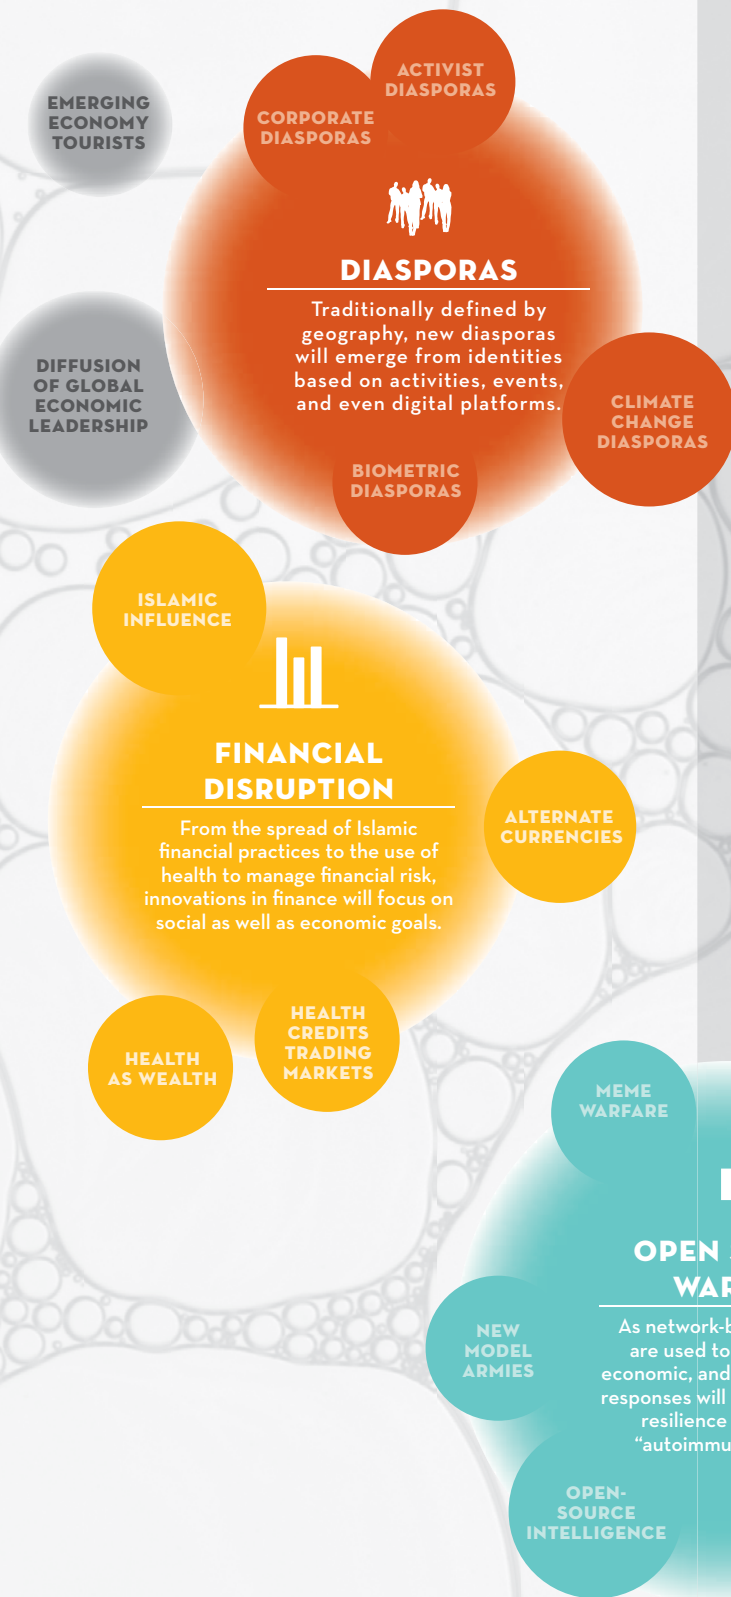 EMERGING
ECONOMY
TOURISTS
CORPORATE
DIASPORAS
ACTIVIST
DIASPORAS
DIASPORAS
Traditionally defined by
geography, new diasporas
will emerge from identities
based on activities, events,
and even digital platforms.
DIFFUSION
OF GLOBAL
ECONOMIC
LEADERSHIP
CLIMATE
CHANGE
DIASPORAS
BIOMETRIC
DIASPORAS
ISLAMIC
INFLUENCE
FINANCIAL
DISRUPTION
From the spread of Islamic
financial practices to the use of
health to manage financial risk,
innovations in finance will focus on
social as well as economic goals.
ALTERNATE
CURRENCIES
HEALTH
AS WEALTH
HEALTH
CREDITS
TRADING
MARKETS
MEME
WARFARE
OPEN
WAR
As network-b
are used to
economic, and
responses will
resilience
“autoimmu
NEW
MODEL
ARMIES
OPEN-
SOURCE
INTELLIGENCE